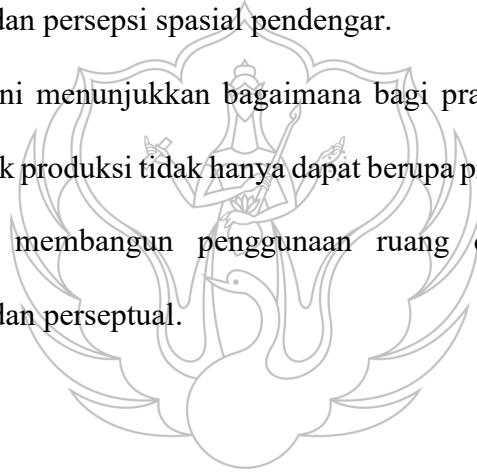 dan persepsi spasial pendengar.
ni menunjukkan bagaimana bagi pra
k produksi tidak hanya dapat berupa p
membangun penggunaan ruang
dan perseptual.